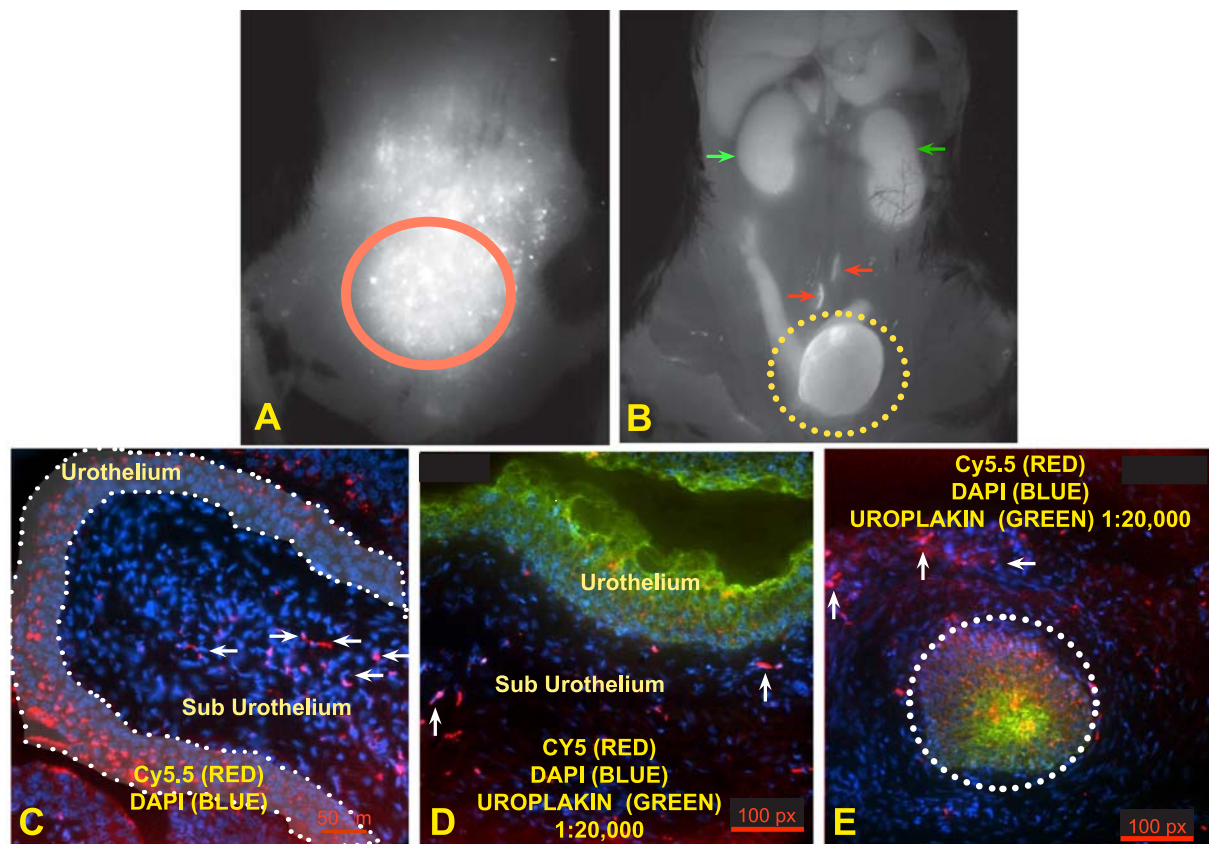 A
B
Urothelium
Sub Urothelium
Cy5.5 (RED)
DAPI (BLUE)
C
50 m
Urothelium
Sub Urothelium
CY5 (RED)
DAPI (BLUE)
UROPLAKIN (GREEN)
1:20,000
D
100 px
Cy5.5 (RED)
DAPI (BLUE)
UROPLAKIN (GREEN) 1:20,000
E
100 px